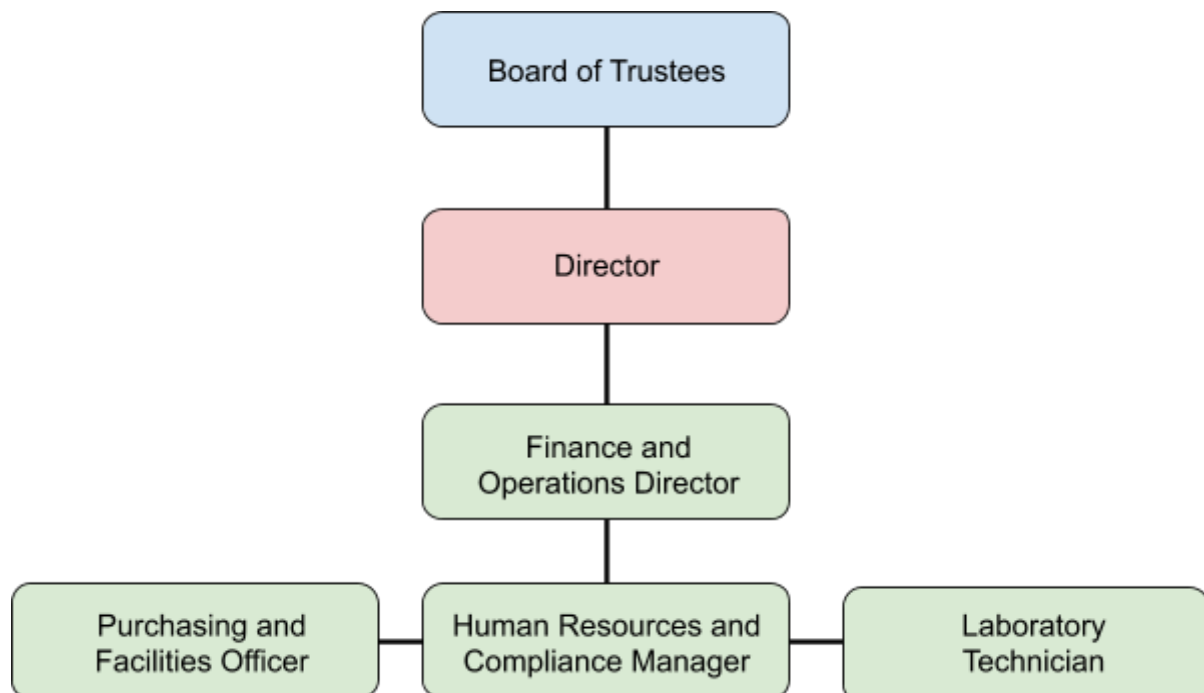 Board of Trustees
Director
Finance and
Operations Director
Purchasing and
Facilities Officer
Human Resources and
Compliance Manager
Laboratory
Technician